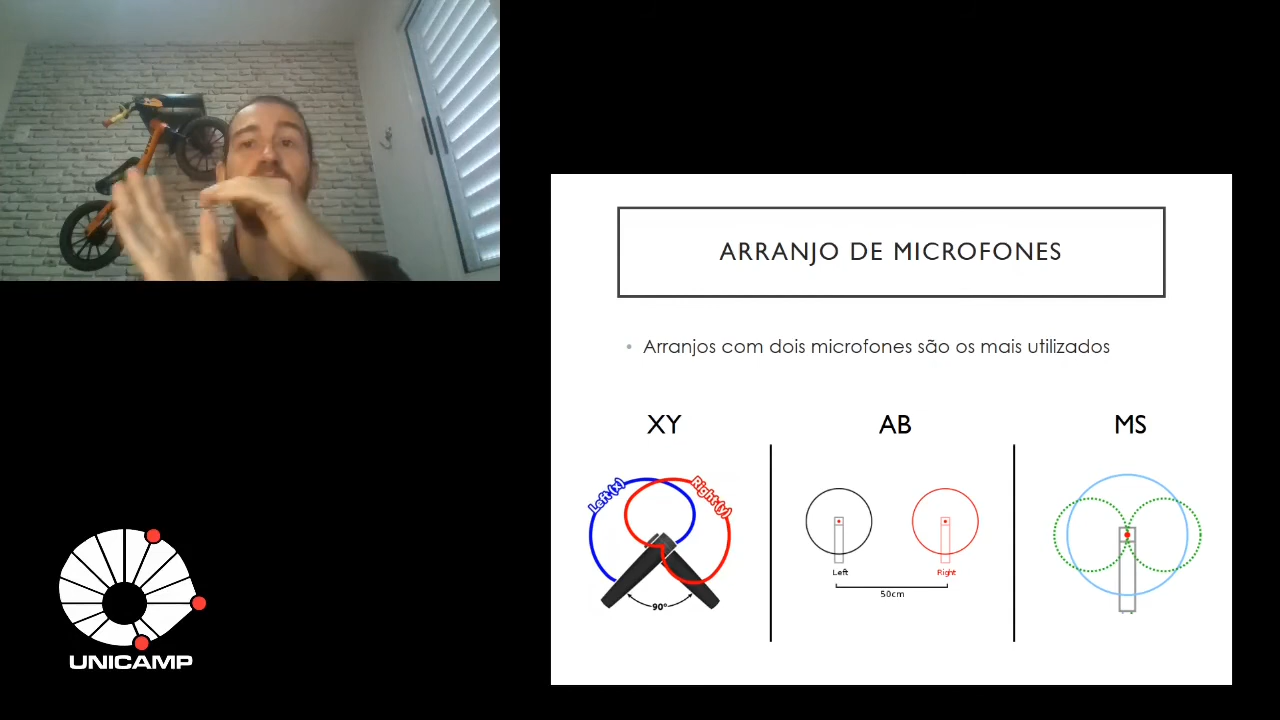 ARRANJO DE MICROFONES
• Arranjos com dois microfones são os mais utilizados
XY
AB
MS
Left (x)
Right (y)
90°
Left
Right
50cm
UNICAMP